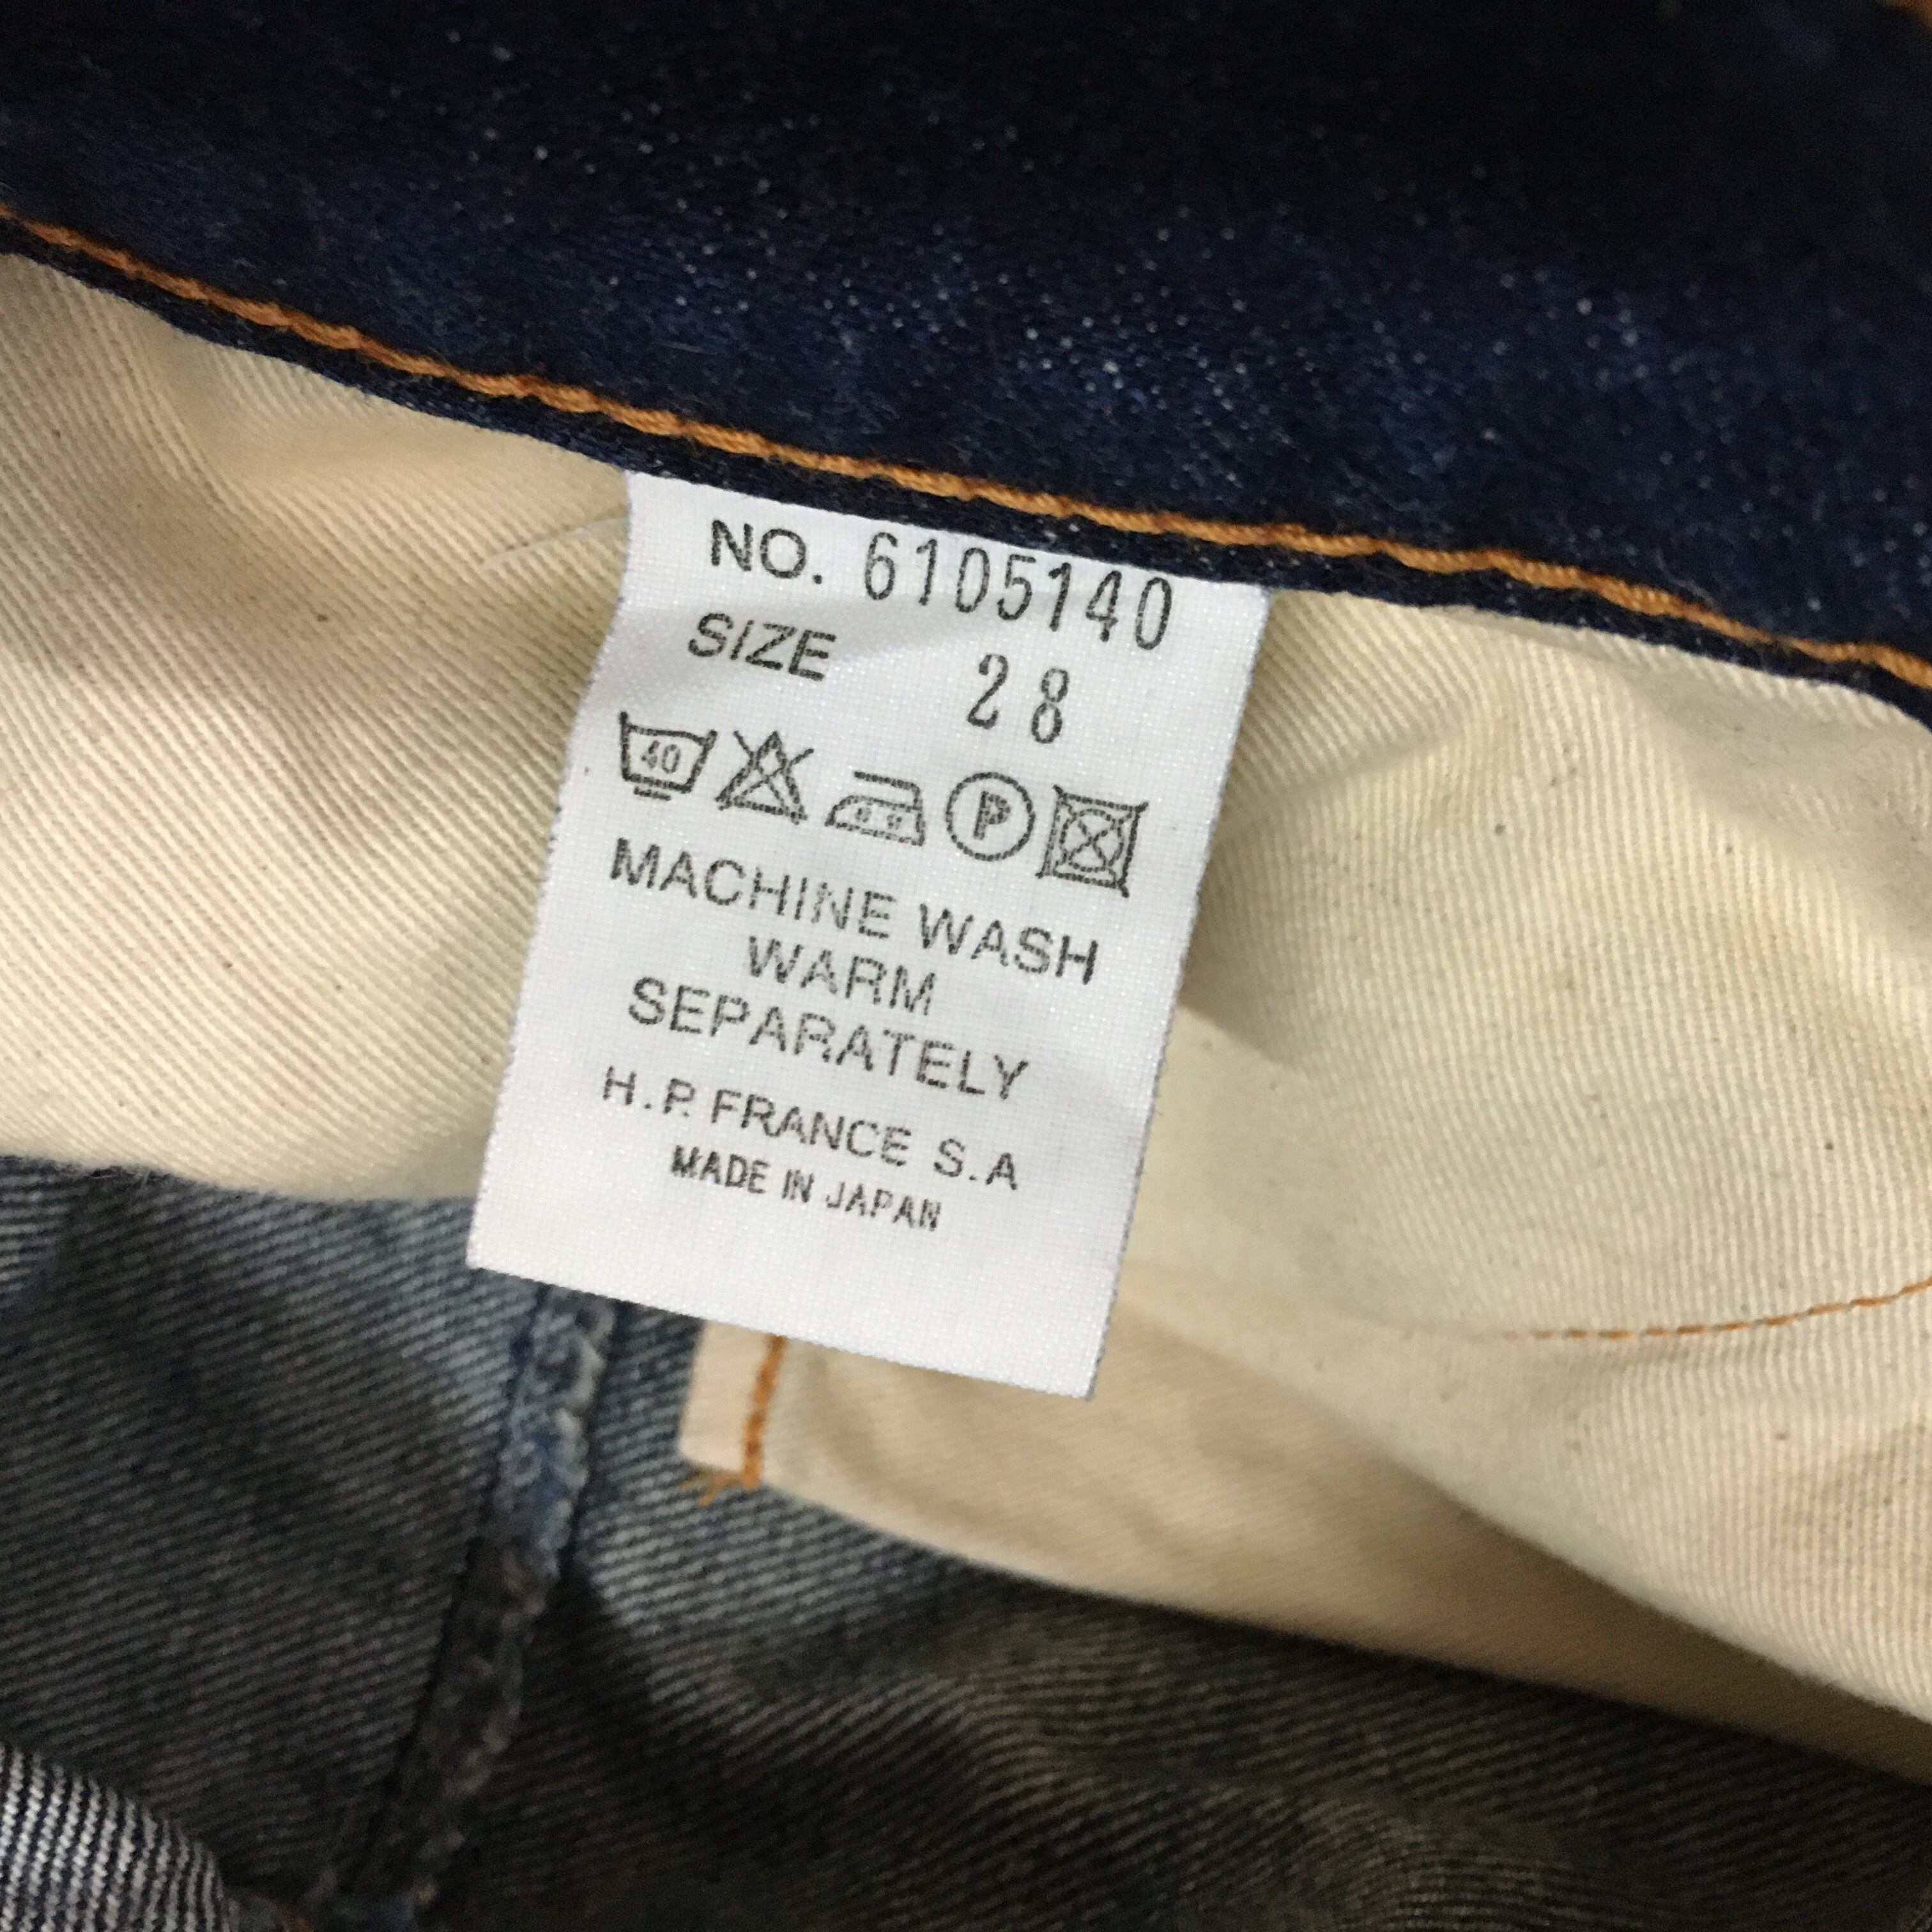 NO. 6105140
SIZE 28
40 P
MACHINE WASH
WARM
SEPARATELY
H.P. FRANCE S.A
MADE IN JAPAN